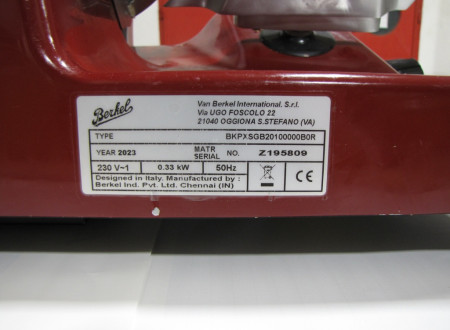 Berkel
Van Berkel International. S.r.l.
Via UGO FOSCOLO 22
21040 OGGIONA S.STEFANO (VA)
TYPE BKPXSGB20100000B0R
YEAR 2023 MATR SERIAL NO. Z195809
230 V~1 0.33 kW 50Hz
Designed in Italy. Manufactured by :
Berkel Ind. Pvt. Ltd. Chennai (IN)
CE